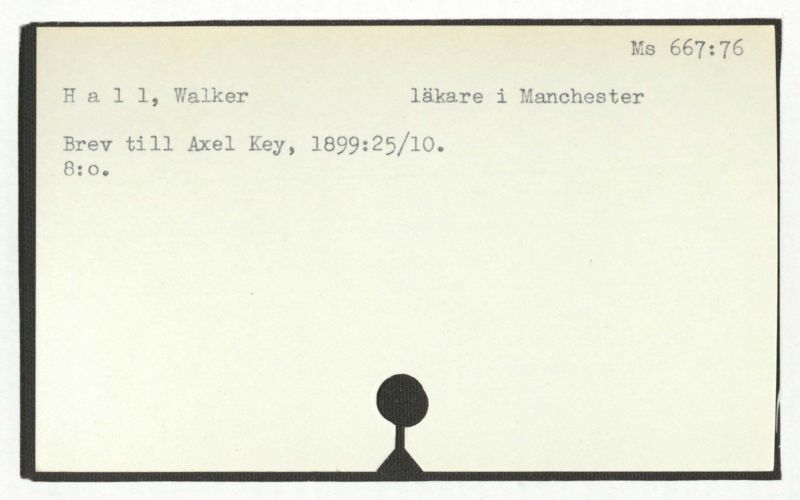 Ms 667:76
H a l l, Walker läkare i Manchester
Brev till Axel Key, 1899:25/10.
8:o.